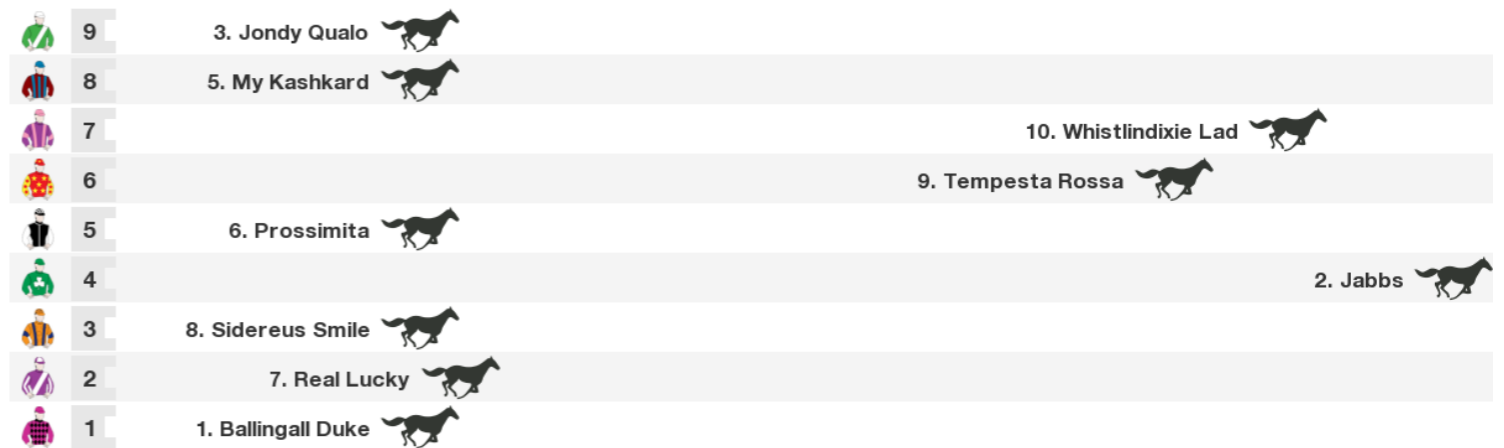 9 3. Jondy Qualo
8 5. My Kashkard
7 10. Whistlindixie Lad
6 9. Tempesta Rossa
5 6. Prossimita
4 2. Jabbs
3 8. Sidereus Smile
2 7. Real Lucky
1 1. Ballingall Duke